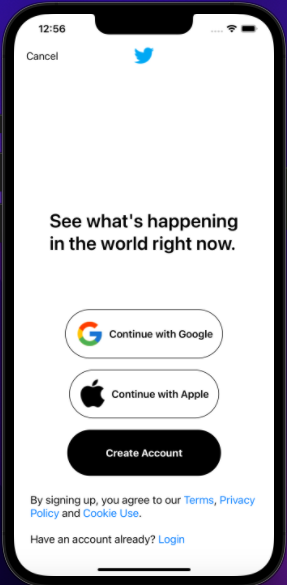 12:56
Cancel
See what's happening
in the world right now.
Continue with Google
Continue with Apple
Create Account
By signing up, you agree to our Terms, Privacy
Policy and Cookie Use.
Have an account already? Login